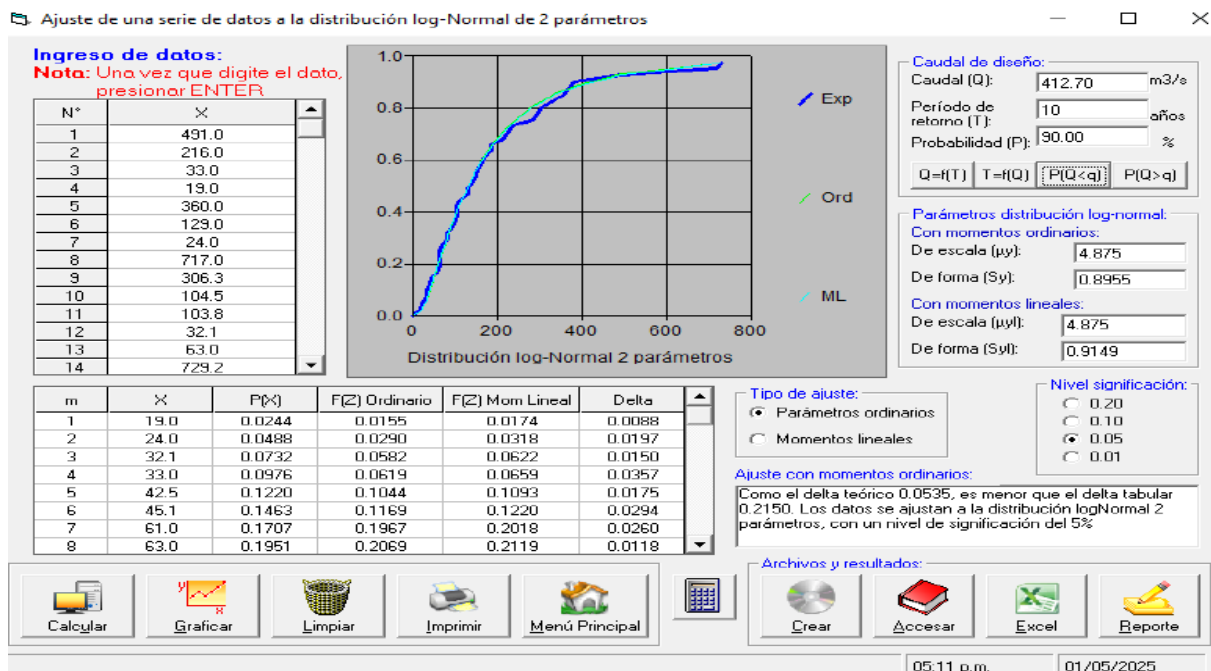 Ajuste de una serie de datos a la distribución log-Normal de 2 parámetros
Ingreso de datos:
Nota: Una vez que digite el dato,
presionar ENTER
N° X
1 491.0
2 216.0
3 33.0
4 19.0
5 360.0
6 129.0
7 24.0
8 717.0
9 306.3
10 104.5
11 103.8
12 32.1
13 63.0
14 729.2
1.0
0.8
0.6
0.4
0.2
0.0
0 200 400 600 800
Distribución log-Normal 2 parámetros
Exp
Ord
ML
Caudal de diseño:
Caudal (Q): 412.70 m3/s
Período de
retorno (T): 10 años
Probabilidad (P): 90.00 %
Q=f(T) T=f(Q) P(Q<q) P(Q>q)
Parámetros distribución log-normal:
Con momentos ordinarios:
De escala (µy): 4.875
De forma (Sy): 0.8955
Con momentos lineales:
De escala (µyl): 4.875
De forma (Syl): 0.9149
m X P(X) F(Z) Ordinario F(Z) Mom Lineal Delta
1 19.0 0.0244 0.0155 0.0174 0.0088
2 24.0 0.0488 0.0290 0.0318 0.0197
3 32.1 0.0732 0.0582 0.0622 0.0150
4 33.0 0.0976 0.0619 0.0659 0.0357
5 42.5 0.1220 0.1044 0.1093 0.0175
6 45.1 0.1463 0.1169 0.1220 0.0294
7 61.0 0.1707 0.1967 0.2018 0.0260
8 63.0 0.1951 0.2069 0.2119 0.0118
Tipo de ajuste:
Parámetros ordinarios
Momentos lineales
Nivel significación:
0.20
0.10
0.05
0.01
Ajuste con momentos ordinarios:
Como el delta teórico 0.0535, es menor que el delta tabular
0.2150. Los datos se ajustan a la distribución logNormal 2
parámetros, con un nivel de significación del 5%
Calcular Graficar Limpiar Imprimir Menú Principal
Archivos y resultados:
Crear Accesar Excel Reporte
05:11 p.m. 01/05/2025